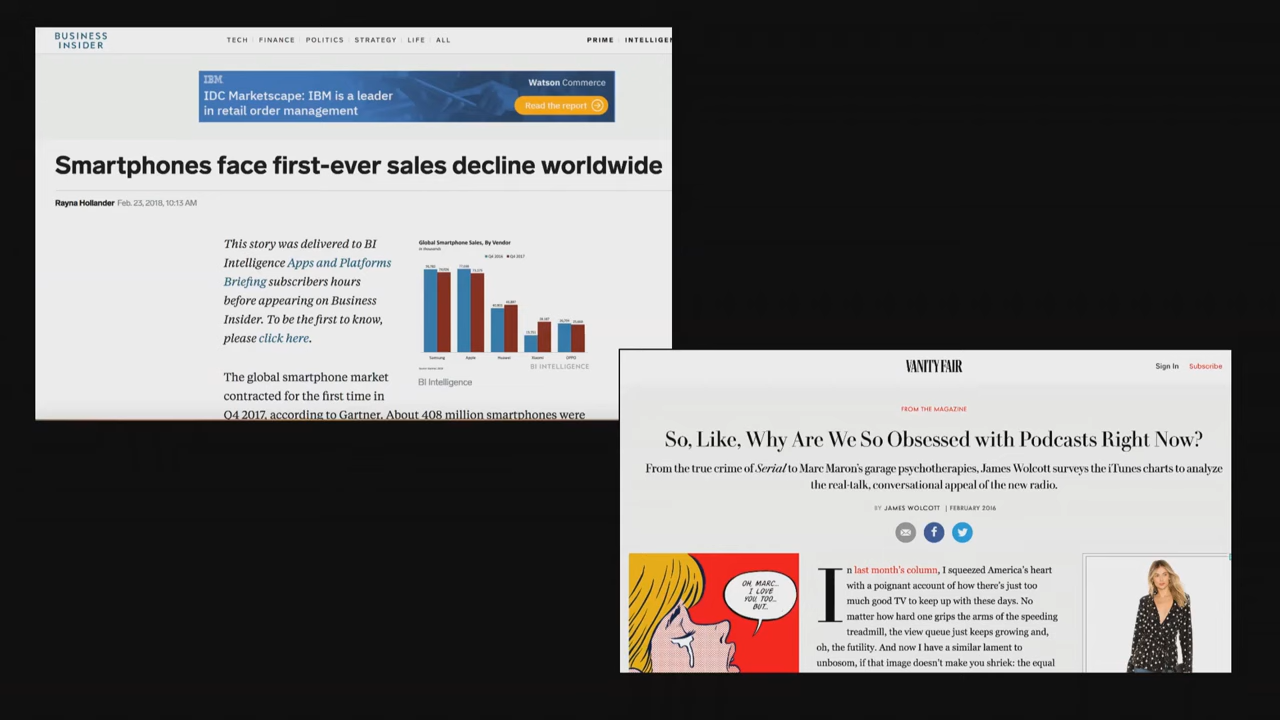 BUSINESS
INSIDER
TECH FINANCE POLITICS STRATEGY LIFE ALL
PRIME INTELLIGEN
IBM
Watson Commerce
IDC Marketscape: IBM is a leader
in retail order management
Read the report
Smartphones face first-ever sales decline worldwide
Rayna Hollander Feb. 23, 2018, 10:13 AM
This story was delivered to BI
Intelligence Apps and Platforms
Briefing subscribers hours
before appearing on Business
Insider. To be the first to know,
please click here.
Global Smartphone Sales, By Vendor
Q4 2016 Q4 2017
Samsung Apple Huawei Xiaomi OPPO
BI INTELLIGENCE
BI Intelligence
The global smartphone market
contracted for the first time in
Q4 2017, according to Gartner. About 408 million smartphones were
VANITY FAIR
Sign In Subscribe
FROM THE MAGAZINE
So, Like, Why Are We So Obsessed with Podcasts Right Now?
From the true crime of Serial to Marc Maron's garage psychotherapies, James Wolcott surveys the iTunes charts to analyze
the real-talk, conversational appeal of the new radio.
BY JAMES WOLCOTT | FEBRUARY 2016
OH, MARC...
I LOVE
YOU TOO...
BUT...
In last month's column, I squeezed America's heart
with a poignant account of how there's just too
much good TV to keep up with these days. No
matter how hard one grips the arms of the speeding
treadmill, the view queue just keeps growing and,
oh, the futility. And now I have a similar lament to
unbosom, if that image doesn't make you shriek: the equal